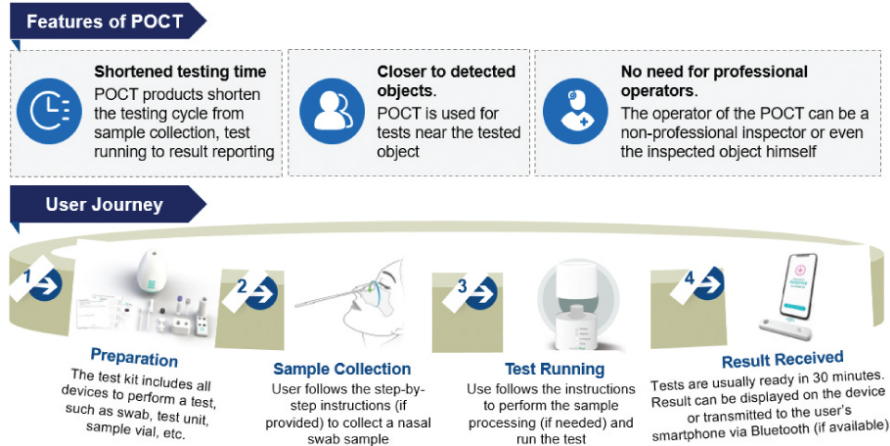 Features of POCT
Shortened testing time
POCT products shorten
the testing cycle from
sample collection, test
running to result reporting
Closer to detected
objects.
POCT is used for
tests near the tested
object
No need for professional
operators.
The operator of the POCT can be a
non-professional inspector or even
the inspected object himself
User Journey
1
Preparation
The test kit includes all
devices to perform a test,
such as swab, test unit,
sample vial, etc.
2
Sample Collection
User follows the step-by-
step instructions (if
provided) to collect a nasal
swab sample
3
Test Running
Use follows the instructions
to perform the sample
processing (if needed) and
run the test
4
Result Received
Tests are usually ready in 30 minutes.
Result can be displayed on the device
or transmitted to the user's
smartphone via Bluetooth (if available)